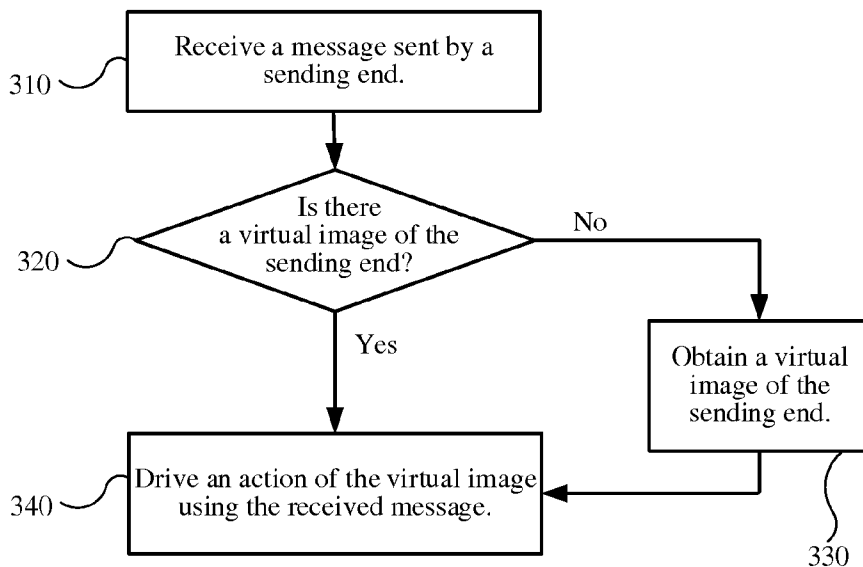 Receive a message sent by a
sending end.
310
Is there
a virtual image of the
sending end?
320
No
Yes
Obtain a virtual
image of the
sending end.
330
Drive an action of the virtual image
using the received message.
340